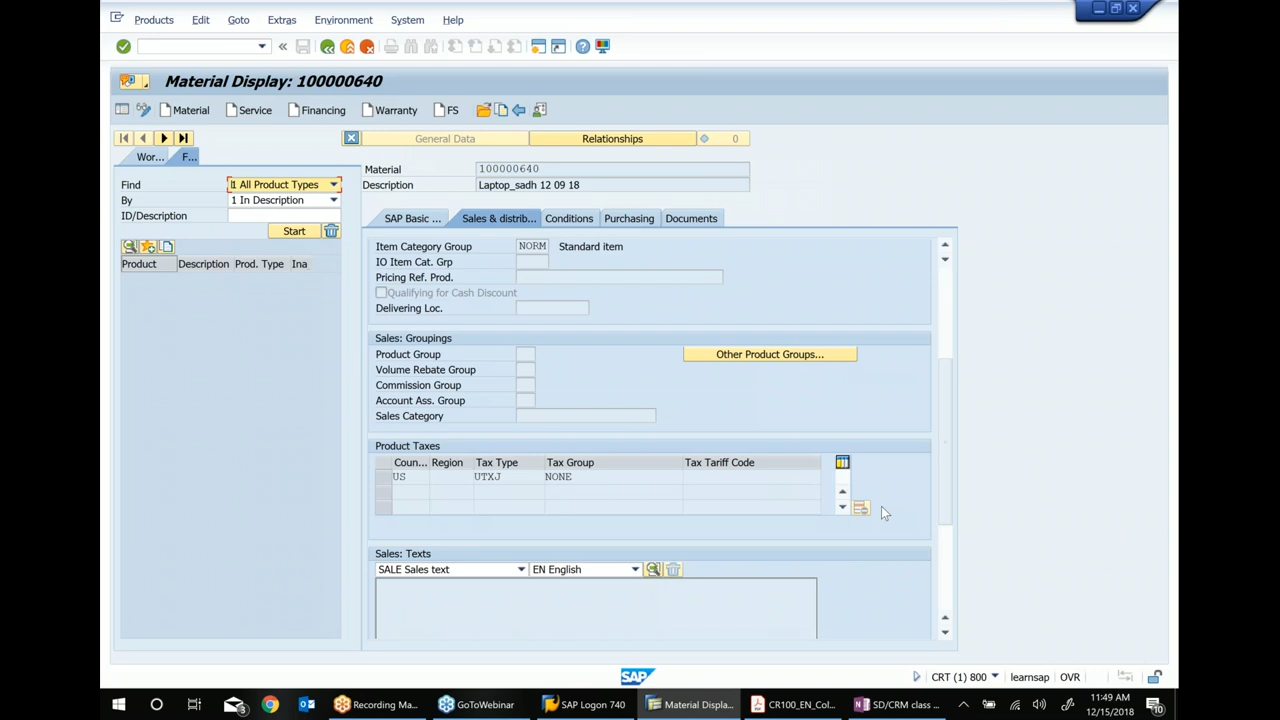 Products Edit Goto Extras Environment System Help
Material Display: 100000640
Material Service Financing Warranty FS
General Data Relationships 0
Wor... F...
Material 100000640
Description Laptop_sadh 12 09 18
Find 1 All Product Types
By 1 In Description
ID/Description
Start
Product Description Prod. Type Ina
SAP Basic ... Sales & distrib... Conditions Purchasing Documents
Item Category Group NORM Standard item
IO Item Cat. Grp
Pricing Ref. Prod.
Qualifying for Cash Discount
Delivering Loc.
Sales: Groupings
Product Group Other Product Groups...
Volume Rebate Group
Commission Group
Account Ass. Group
Sales Category
Product Taxes
Coun... Region Tax Type Tax Group Tax Tariff Code
US UTXJ NONE
Sales: Texts
SALE Sales text EN English
SAP
CRT (1) 800 learnsap OVR
Recording Ma... GoToWebinar SAP Logon 740 Material Displa... CR100_EN_Col... SD/CRM class ... 11:49 AM
12/15/2018